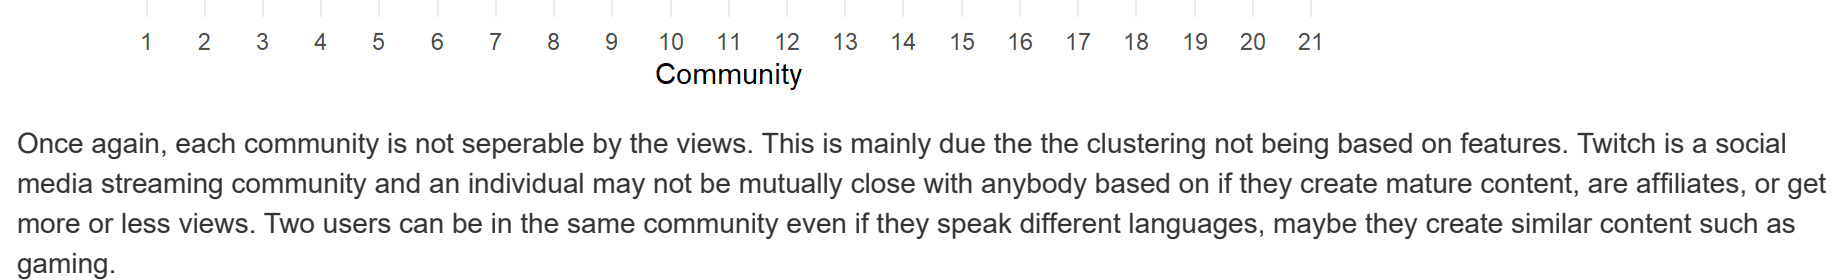 1 2 3 4 5 6 7 8 9 10 11 12 13 14 15 16 17 18 19 20 21
Community
Once again, each community is not seperable by the views. This is mainly due the the clustering not being based on features. Twitch is a social
media streaming community and an individual may not be mutually close with anybody based on if they create mature content, are affiliates, or get
more or less views. Two users can be in the same community even if they speak different languages, maybe they create similar content such as
gaming.